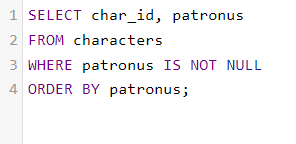 1 SELECT char_id, patronus
2 FROM characters
3 WHERE patronus IS NOT NULL
4 ORDER BY patronus;